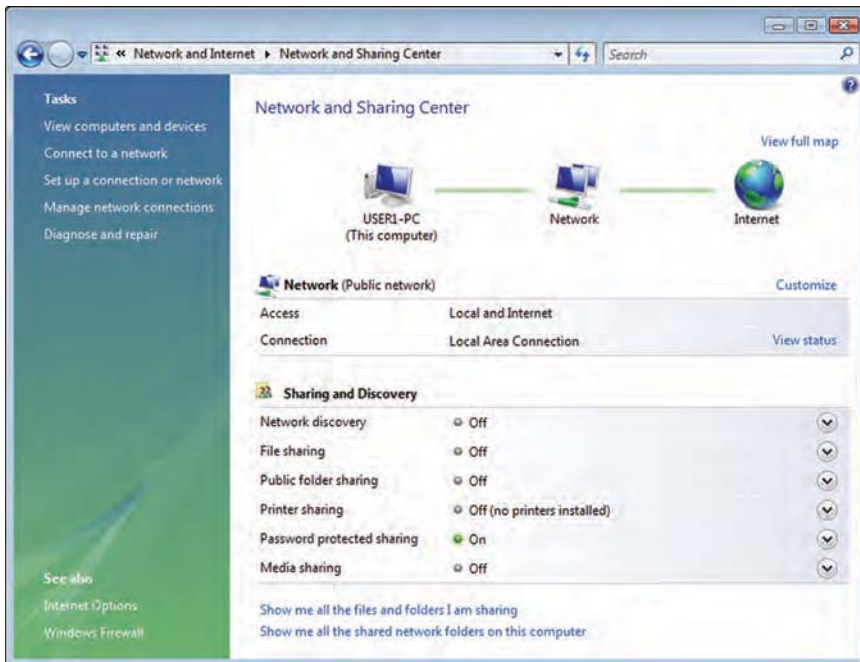 « Network and Internet ▸ Network and Sharing Center
Search
Tasks
View computers and devices
Connect to a network
Set up a connection or network
Manage network connections
Diagnose and repair
See also
Internet Options
Windows Firewall
Network and Sharing Center
View full map
USER1-PC
(This computer)
Network
Internet
Network (Public network)
Customize
Access Local and Internet
Connection Local Area Connection View status
Sharing and Discovery
Network discovery Off
File sharing Off
Public folder sharing Off
Printer sharing Off (no printers installed)
Password protected sharing On
Media sharing Off
Show me all the files and folders I am sharing
Show me all the shared network folders on this computer